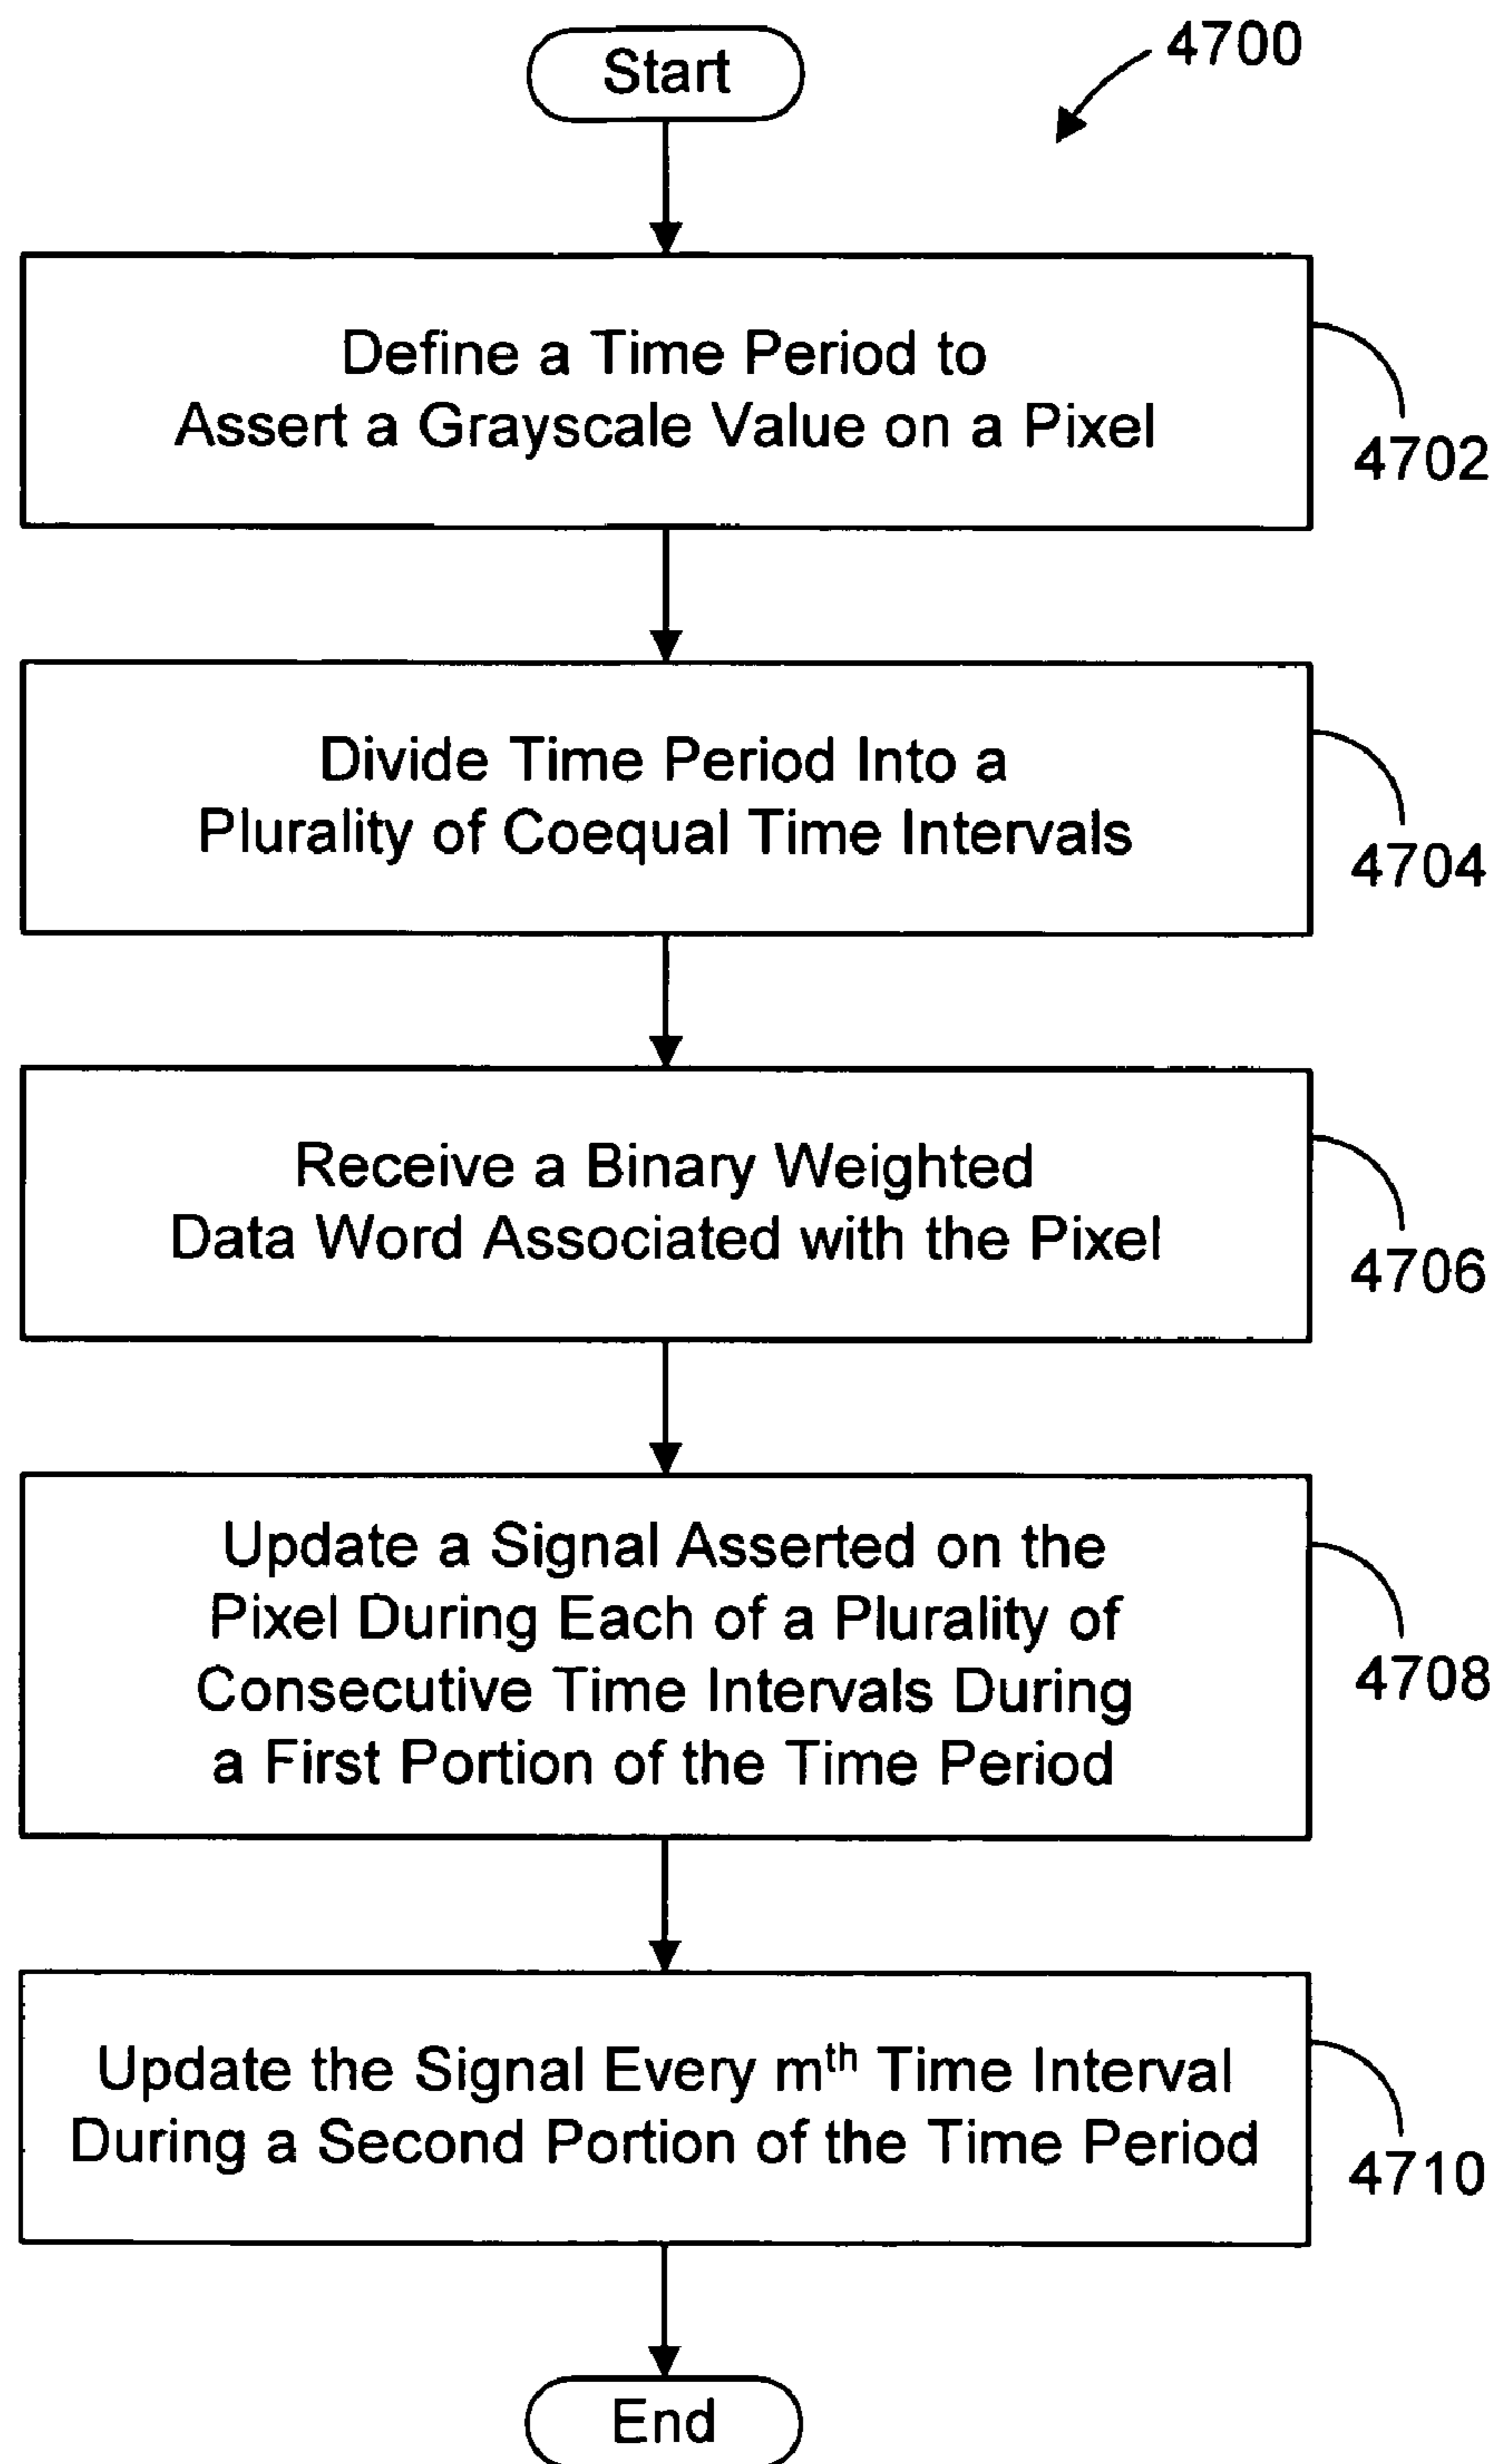 Start
4700
Define a Time Period to
Assert a Grayscale Value on a Pixel
4702
Divide Time Period Into a
Plurality of Coequal Time Intervals
4704
Receive a Binary Weighted
Data Word Associated with the Pixel
4706
Update a Signal Asserted on the
Pixel During Each of a Plurality of
Consecutive Time Intervals During
a First Portion of the Time Period
4708
Update the Signal Every mth Time Interval
During a Second Portion of the Time Period
4710
End